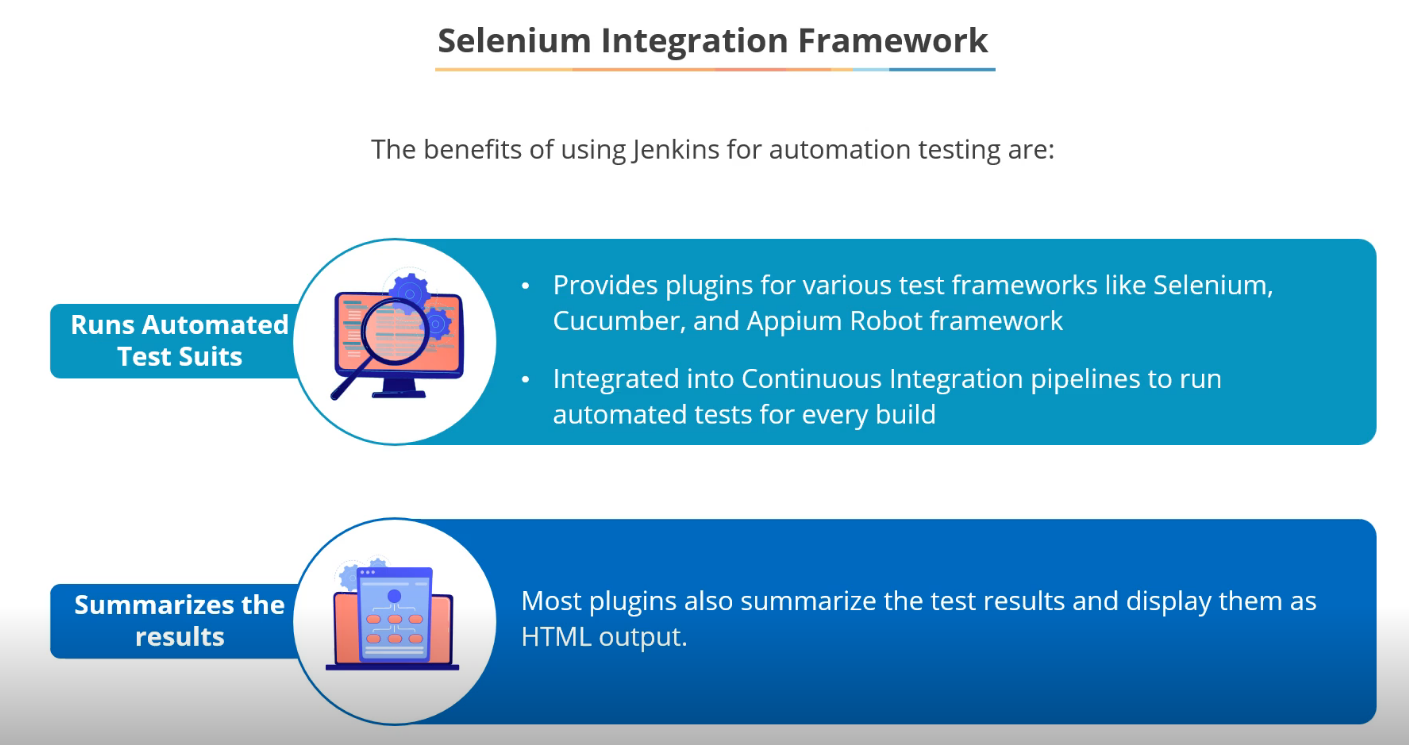 Selenium Integration Framework
The benefits of using Jenkins for automation testing are:
Runs Automated
Test Suits
• Provides plugins for various test frameworks like Selenium,
Cucumber, and Appium Robot framework
• Integrated into Continuous Integration pipelines to run
automated tests for every build
Summarizes the
results
Most plugins also summarize the test results and display them as
HTML output.